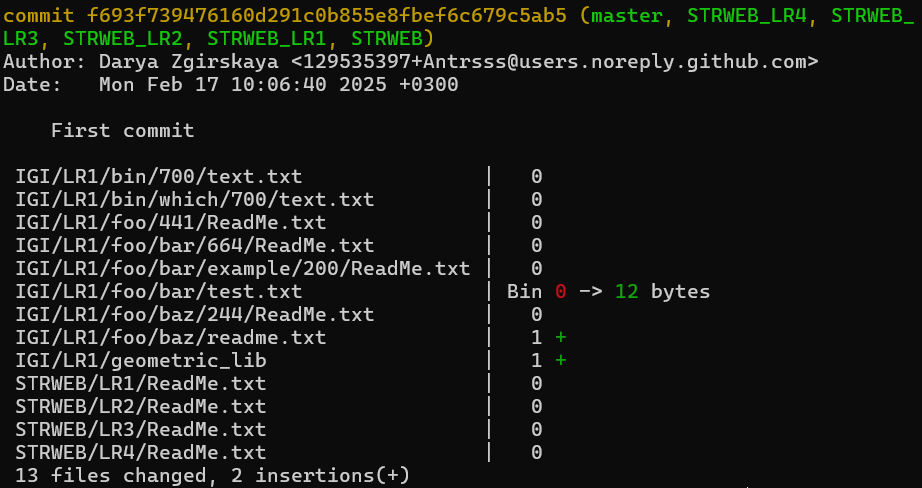 commit f693f739476160d291c0b855e8fbef6c679c5ab5 (master, STRWEB_LR4, STRWEB_
LR3, STRWEB_LR2, STRWEB_LR1, STRWEB)
Author: Darya Zgirskaya <129535397+Antrsss@users.noreply.github.com>
Date:   Mon Feb 17 10:06:40 2025 +0300
    First commit
 IGI/LR1/bin/700/text.txt               |   0
 IGI/LR1/bin/which/700/text.txt         |   0
 IGI/LR1/foo/441/ReadMe.txt             |   0
 IGI/LR1/foo/bar/664/ReadMe.txt         |   0
 IGI/LR1/foo/bar/example/200/ReadMe.txt |   0
 IGI/LR1/foo/bar/test.txt               | Bin 0 -> 12 bytes
 IGI/LR1/foo/baz/244/ReadMe.txt         |   0
 IGI/LR1/foo/baz/readme.txt             |   1 +
 IGI/LR1/geometric_lib                  |   1 +
 STRWEB/LR1/ReadMe.txt                  |   0
 STRWEB/LR2/ReadMe.txt                  |   0
 STRWEB/LR3/ReadMe.txt                  |   0
 STRWEB/LR4/ReadMe.txt                  |   0
 13 files changed, 2 insertions(+)